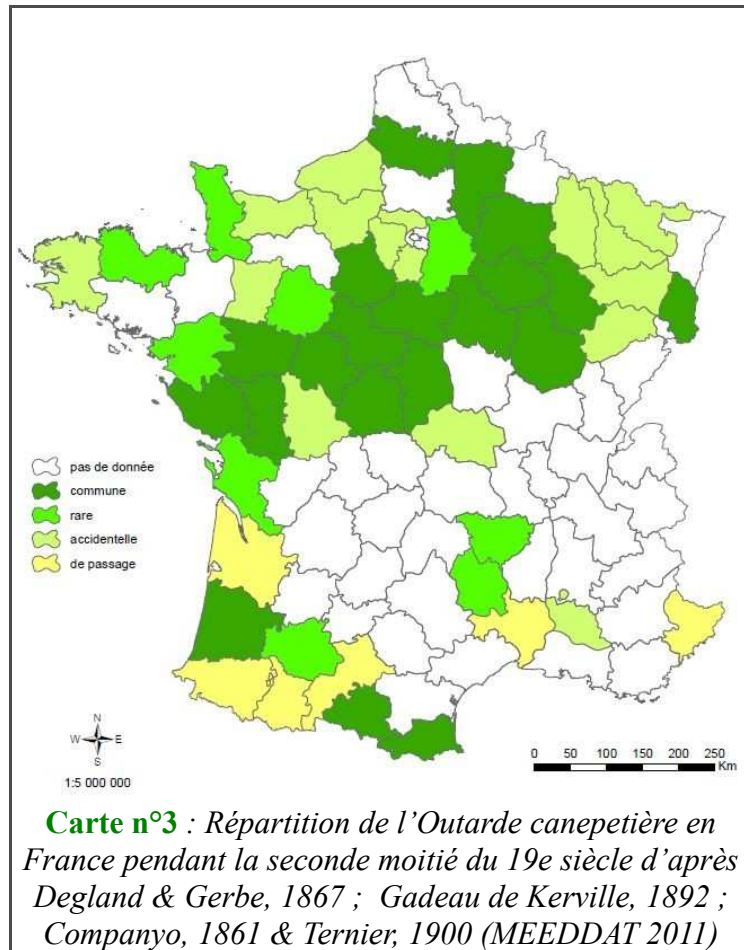 pas de donnée
commune
rare
accidentelle
de passage
N
W E
S
1:5 000 000
0 50 100 150 200 250
Km
Carte n°3 : Répartition de l’Outarde canepetière en
France pendant la seconde moitié du 19e siècle d’après
Degland & Gerbe, 1867 ; Gadeau de Kerville, 1892 ;
Companyo, 1861 & Ternier, 1900 (MEEDDAT 2011)